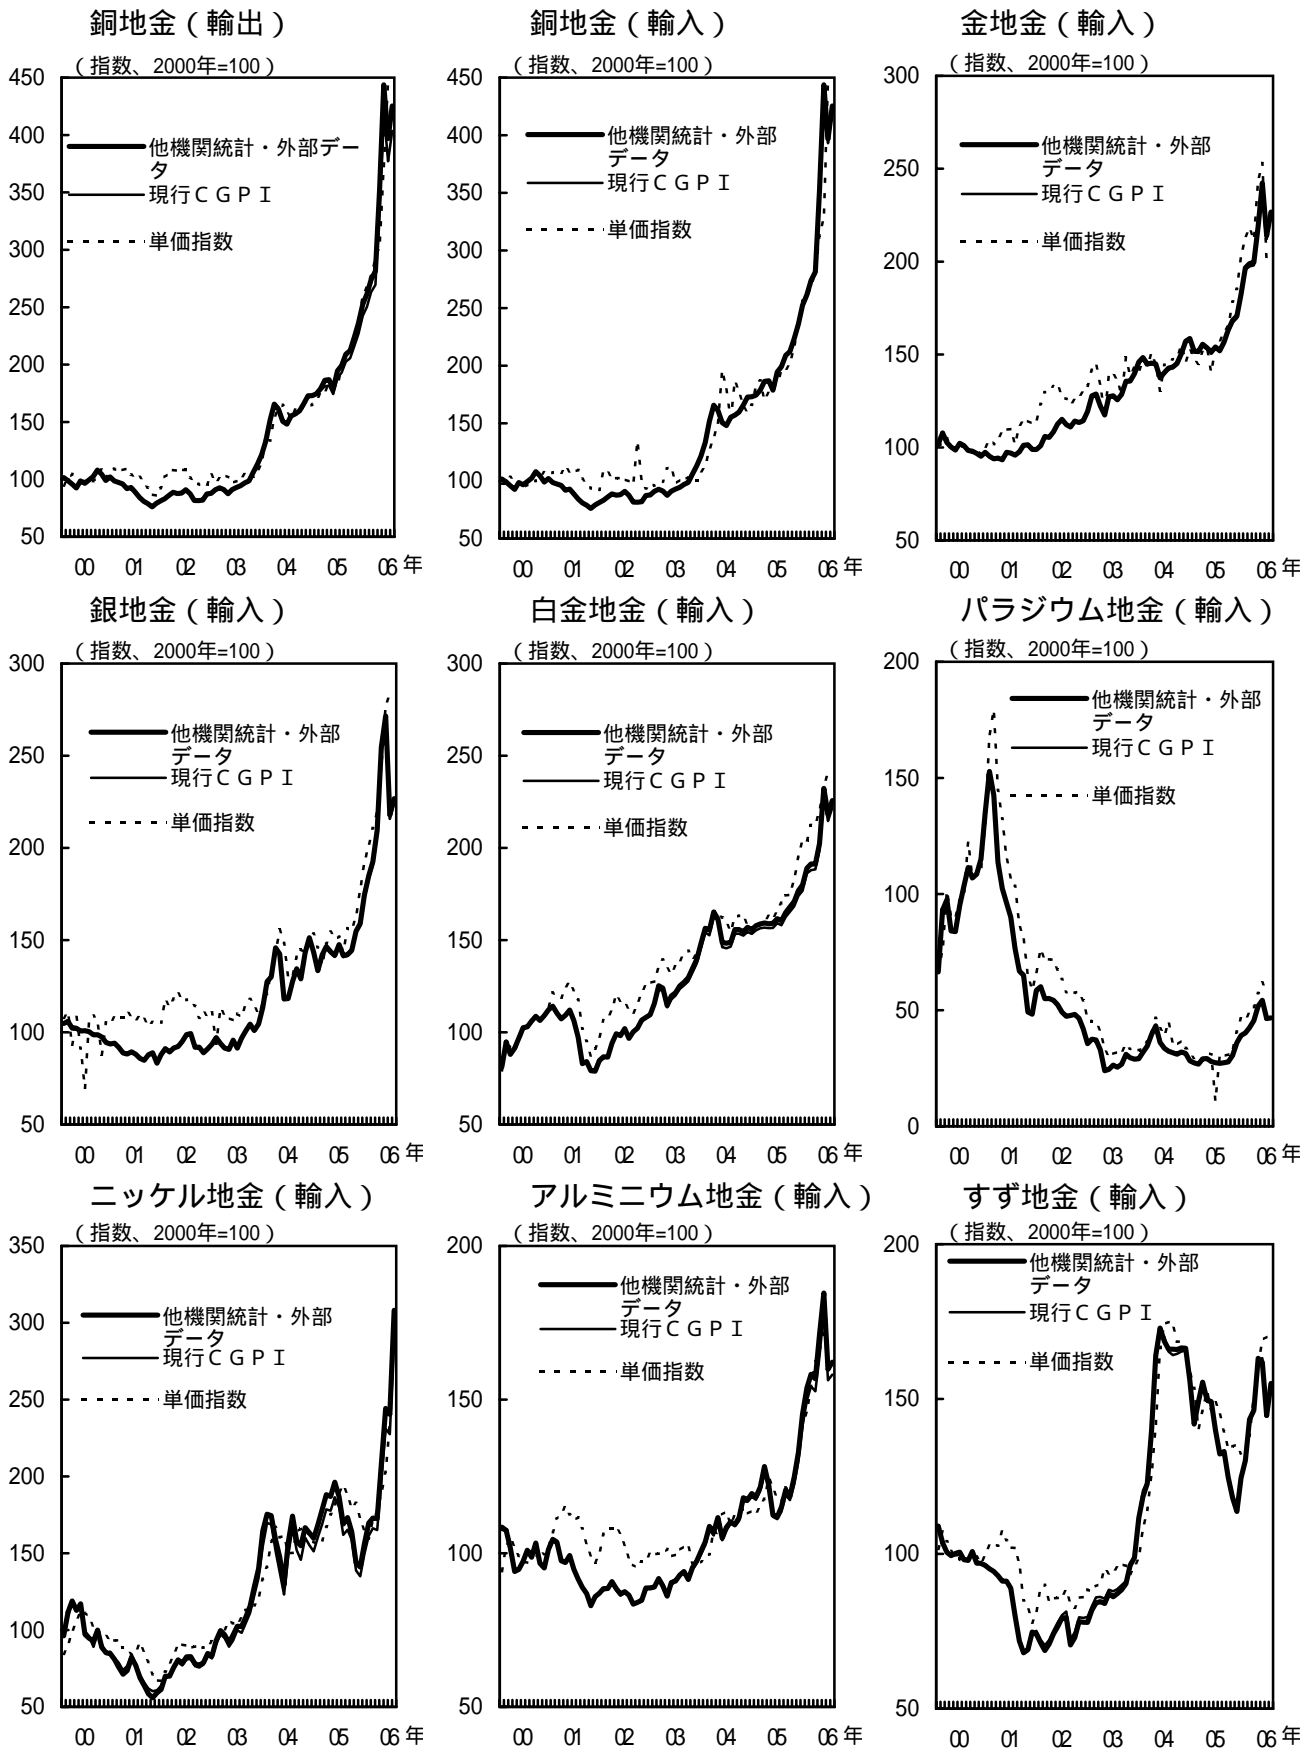 銅地金（輸出）
（指数、2000年=100）
450
400
350
300
250
200
150
100
50
他機関統計・外部デー
タ
現行ＣＧＰＩ
単価指数
00 01 02 03 04 05 06 年
銅地金（輸入）
（指数、2000年=100）
450
400
350
300
250
200
150
100
50
他機関統計・外部
データ
現行ＣＧＰＩ
単価指数
00 01 02 03 04 05 06 年
金地金（輸入）
（指数、2000年=100）
300
250
200
150
100
50
他機関統計・外部
データ
現行ＣＧＰＩ
単価指数
00 01 02 03 04 05 06 年
銀地金（輸入）
（指数、2000年=100）
300
250
200
150
100
50
他機関統計・外部
データ
現行ＣＧＰＩ
単価指数
00 01 02 03 04 05 06 年
白金地金（輸入）
（指数、2000年=100）
300
250
200
150
100
50
他機関統計・外部
データ
現行ＣＧＰＩ
単価指数
00 01 02 03 04 05 06 年
パラジウム地金（輸入）
（指数、2000年=100）
200
150
100
50
0
他機関統計・外部
データ
現行ＣＧＰＩ
単価指数
00 01 02 03 04 05 06 年
ニッケル地金（輸入）
（指数、2000年=100）
350
300
250
200
150
100
50
他機関統計・外部
データ
現行ＣＧＰＩ
単価指数
00 01 02 03 04 05 06 年
アルミニウム地金（輸入）
（指数、2000年=100）
200
150
100
50
他機関統計・外部
データ
現行ＣＧＰＩ
単価指数
00 01 02 03 04 05 06 年
すず地金（輸入）
（指数、2000年=100）
200
150
100
50
他機関統計・外部
データ
現行ＣＧＰＩ
単価指数
00 01 02 03 04 05 06 年